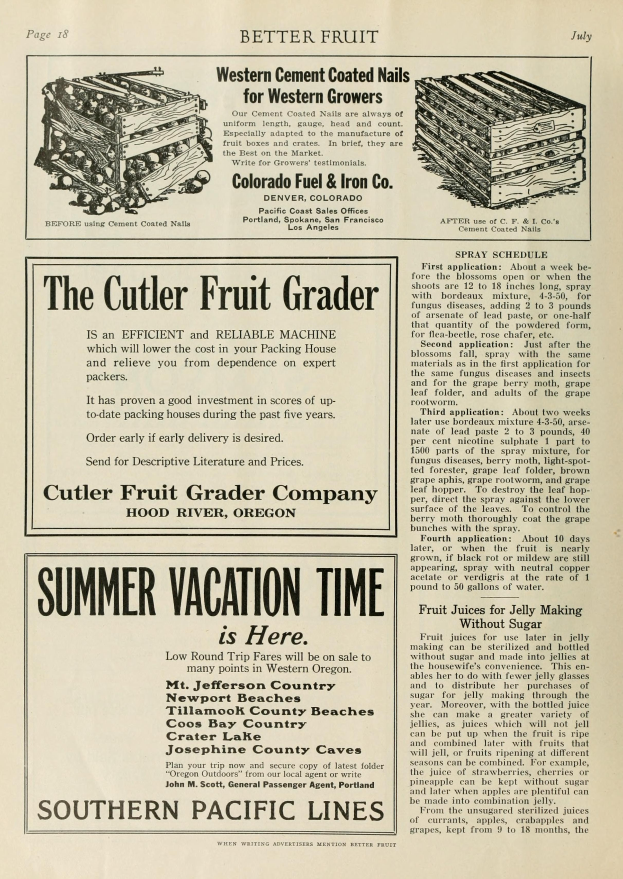 Page 18
BETTER FRUIT
July
Western Cement Coated Nails
for Western Growers
Our Cement Coated Nails are always of
uniform length, gauge, head and count.
Especially adapted to the manufacture of
fruit boxes and crates. In brief, they are
the Best on the Market.
Write for Growers' testimonials.
Colorado Fuel & Iron Co.
DENVER, COLORADO
Pacific Coast Sales Offices
Portland, Spokane, San Francisco
Los Angeles
BEFORE using Cement Coated Nails
AFTER use of C. F. & I. Co.'s
Cement Coated Nails
The Cutler Fruit Grader
IS an EFFICIENT and RELIABLE MACHINE
which will lower the cost in your Packing House
and relieve you from dependence on expert
packers.
It has proven a good investment in scores of up-
to-date packing houses during the past five years.
Order early if early delivery is desired.
Send for Descriptive Literature and Prices.
Cutler Fruit Grader Company
HOOD RIVER, OREGON
SUMMER VACATION TIME
is Here.
Low Round Trip Fares will be on sale to
many points in Western Oregon.
Mt. Jefferson Country
Newport Beaches
Tillamook County Beaches
Coos Bay Country
Crater Lake
Josephine County Caves
Plan your trip now and secure copy of latest folder
"Oregon Outdoors" from our local agent or write
John M. Scott, General Passenger Agent, Portland
SOUTHERN PACIFIC LINES
SPRAY SCHEDULE
First application: About a week be-
fore the blossoms open or when the
shoots are 12 to 18 inches long, spray
with bordeaux mixture, 4-3-50, for
fungus diseases, adding 2 to 3 pounds
of arsenate of lead paste, or one-half
that quantity of the powdered form,
for flea-beetle, rose chafer, etc.
Second application: Just after the
blossoms fall, spray with the same
materials as in the first application for
the same fungus diseases and insects
and for the grape berry moth, grape
leaf folder, and adults of the grape
rootworm.
Third application: About two weeks
later use bordeaux mixture 4-3-50, arse-
nate of lead paste 2 to 3 pounds, 40
per cent nicotine sulphate 1 part to
1500 parts of the spray mixture, for
fungus diseases, berry moth, light-spot-
ted forester, grape leaf folder, brown
grape aphis, grape rootworm, and grape
leaf hopper. To destroy the leaf hop-
per, direct the spray against the lower
surface of the leaves. To control the
berry moth thoroughly coat the grape
bunches with the spray.
Fourth application: About 10 days
later, or when the fruit is nearly
grown, if black rot or mildew are still
appearing, spray with neutral copper
acetate or verdigris at the rate of 1
pound to 50 gallons of water.
Fruit Juices for Jelly Making
Without Sugar
Fruit juices for use later in jelly
making can be sterilized and bottled
without sugar and made into jellies at
the housewife's convenience. This en-
ables her to do with fewer jelly glasses
and to distribute her purchases of
sugar for jelly making through the
year. Moreover, with the bottled juice
she can make a greater variety of
jellies, as juices which will not jell
can be put up when the fruit is ripe
and combined later with fruits that
will jell, or fruits ripening at different
seasons can be combined. For example,
the juice of strawberries, cherries or
pineapple can be kept without sugar
and later when apples are plentiful can
be made into combination jelly.
From the unsugared sterilized juices
of currants, apples, crabapples and
grapes, kept from 9 to 18 months, the
WHEN WRITING ADVERTISERS MENTION BETTER FRUIT